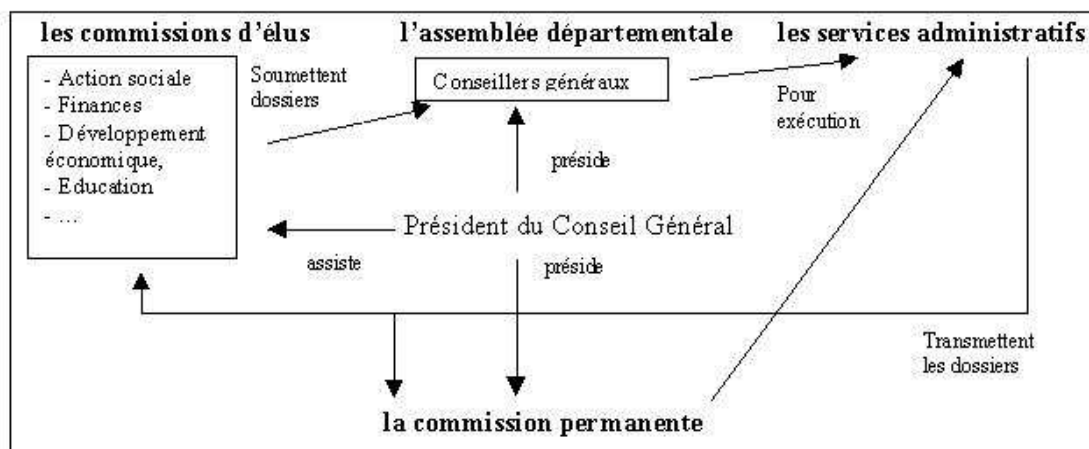 les commissions d'élus
l'assemblée départementale
les services administratifs
- Action sociale
- Finances
- Développement
économique,
- Education
- ...
Soumettent
dossiers
Conseillers généraux
Pour
exécution
préside
Président du Conseil Général
assiste
préside
Transmettent
les dossiers
la commission permanente